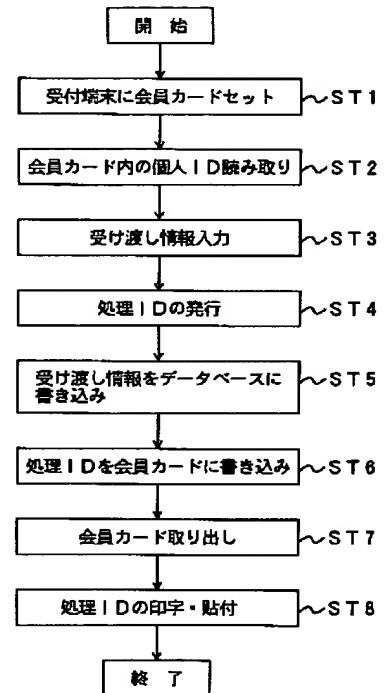 開 始
受付端末に会員カードセット 〜ST1
会員カード内の個人ID読み取り 〜ST2
受け渡し情報入力 〜ST3
処理IDの発行 〜ST4
受け渡し情報をデータベースに 〜ST5
書き込み
処理IDを会員カードに書き込み 〜ST6
会員カード取り出し 〜ST7
処理IDの印字・貼付 〜ST8
終 了